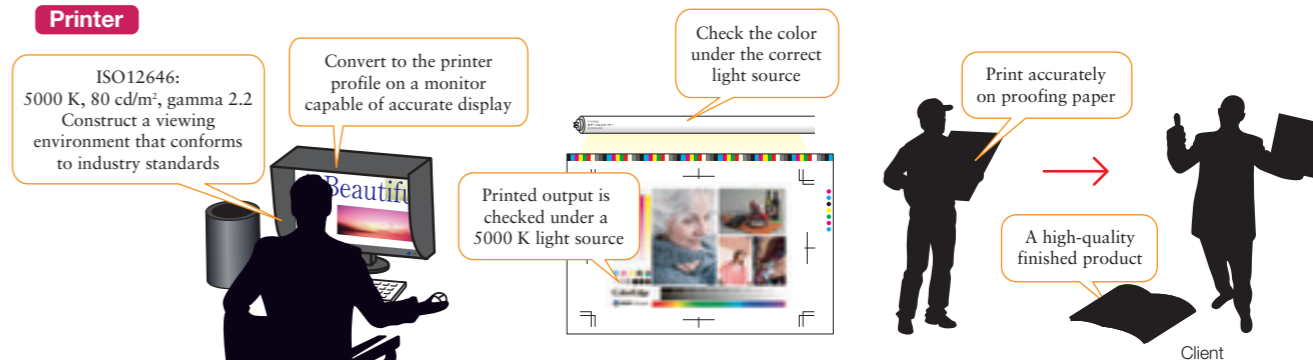 Printer
ISO12646:
5000 K, 80 cd/m², gamma 2.2
Construct a viewing
environment that conforms
to industry standards
Convert to the printer
profile on a monitor
capable of accurate display
Beautifu
Check the color
under the correct
light source
Printed output is
checked under a
5000 K light source
ColorEdge
Print accurately
on proofing paper
A high-quality
finished product
Client